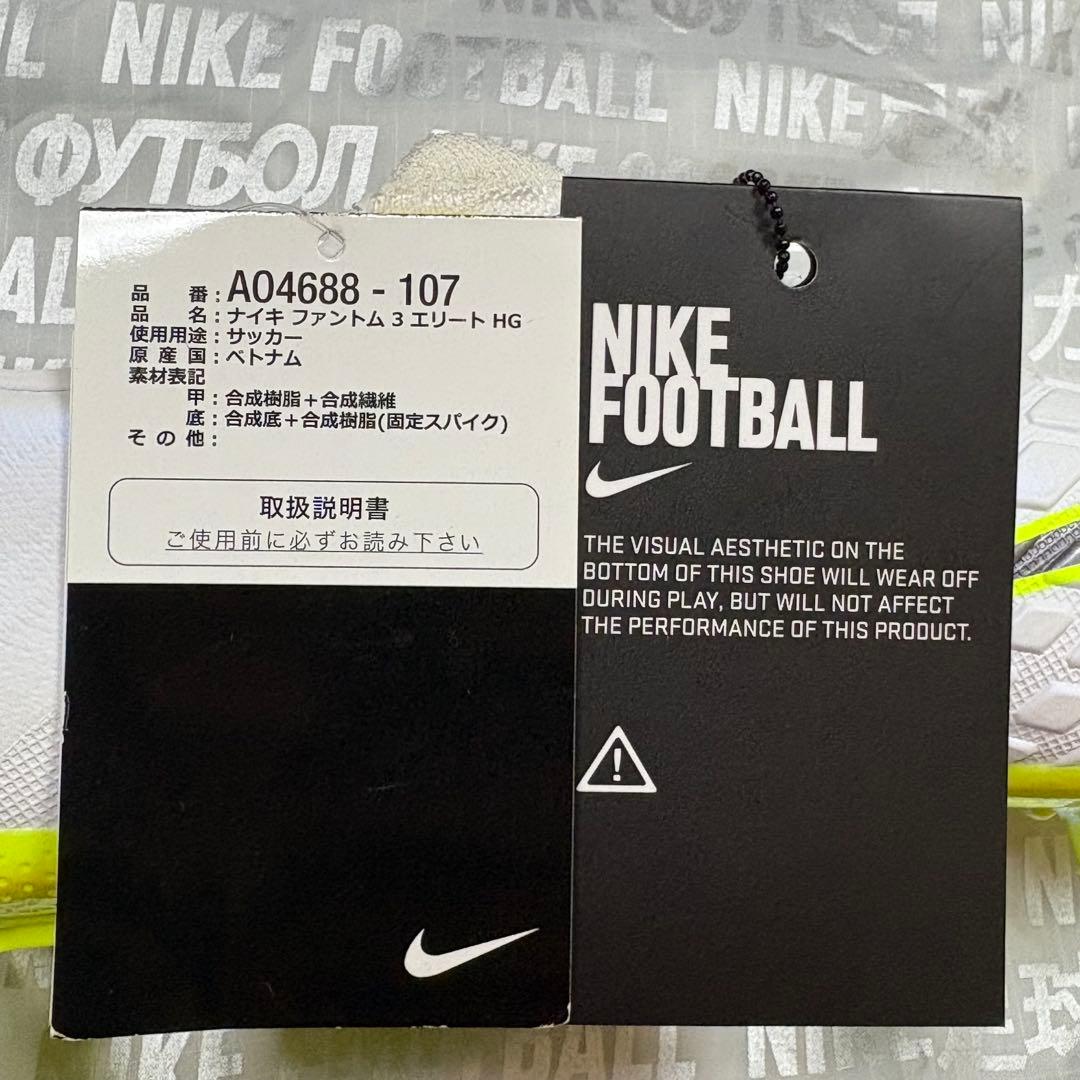 NIKE ФУТБОЛ
NIKE FOOTBALL
NIKE
ФУТБОЛ
品番:AO4688 - 107
品名:ナイキ ファントム 3 エリート HG
使用用途:サッカー
原産国:ベトナム
素材表記
甲:合成樹脂+合成繊維
底:合成底+合成樹脂(固定スパイク)
その他:
取扱説明書
ご使用前に必ずお読み下さい
NIKE
FOOTBALL
THE VISUAL AESTHETIC ON THE
BOTTOM OF THIS SHOE WILL WEAR OFF
DURING PLAY, BUT WILL NOT AFFECT
THE PERFORMANCE OF THIS PRODUCT.
NIKE FOOTBALL